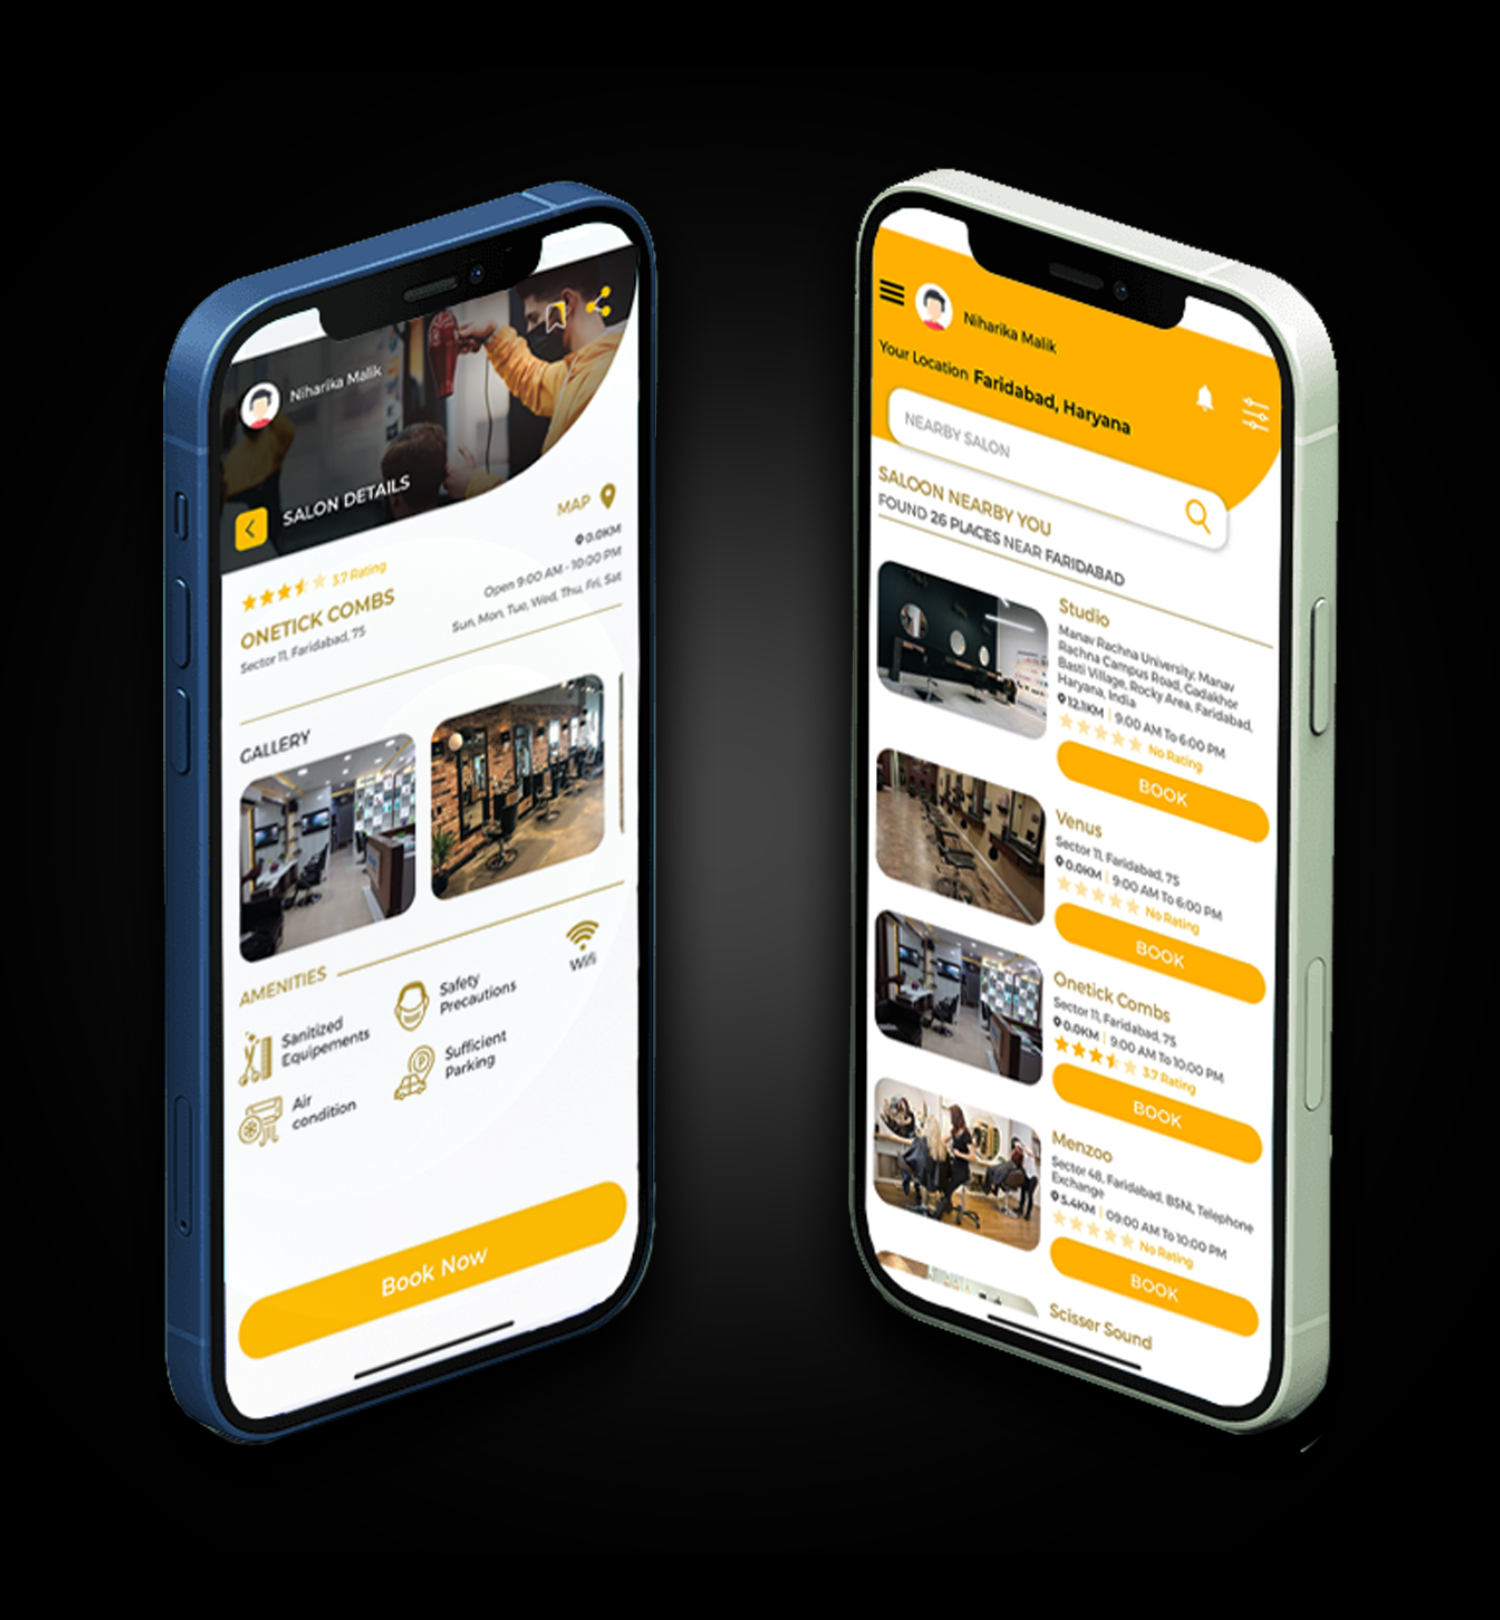 Niharika Malik
SALON DETAILS
MAP
0.0KM
3.7 Rating
Open 9:00 AM - 10:00 PM
ONETICK COMBS
Sun, Mon, Tue, Wed, Thu, Fri, Sat
Sector 11, Faridabad, 75
GALLERY
AMENITIES
Wifi
Safety
Precautions
Sanitized
Equipements
Sufficient
Parking
Air
condition
Book Now
Niharika Malik
Your Location Faridabad, Haryana
NEARBY SALON
SALOON NEARBY YOU
FOUND 26 PLACES NEAR FARIDABAD
Studio
Manav Rachna University, Manav
Rachna Campus Road, Gadakhor
Basti Village, Rocky Area, Faridabad,
Haryana, India
12.1KM | 9:00 AM To 6:00 PM
No Rating
BOOK
Venus
Sector 11, Faridabad, 75
0.0KM | 9:00 AM To 6:00 PM
No Rating
BOOK
Onetick Combs
Sector 11, Faridabad, 75
0.0KM | 9:00 AM To 10:00 PM
3.7 Rating
BOOK
Menzoo
Sector 48, Faridabad, BSNL Telephone
Exchange
5.4KM | 09:00 AM To 10:00 PM
No Rating
BOOK
Scisser Sound